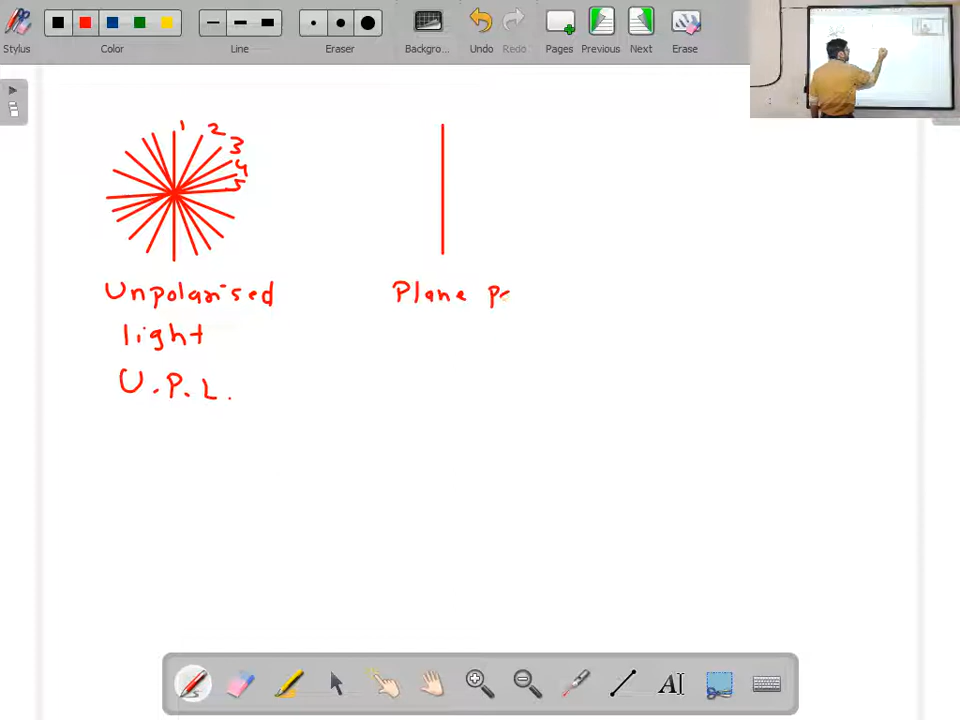 Stylus
Color
Line
Eraser
Backgro...
Undo
Redo
Pages
Previous
Next
Erase
1
2
3
4
5
Unpolarised
light
U.P.L.
Plane Po
A